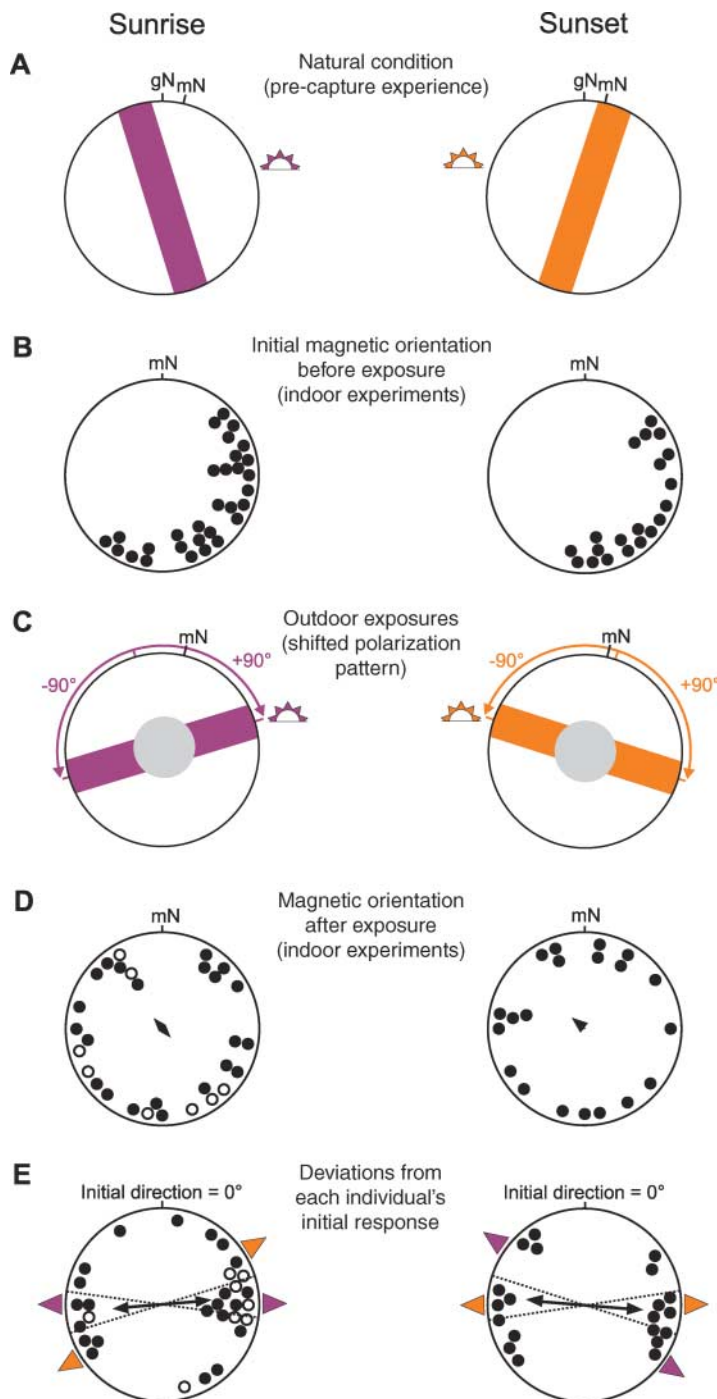 Sunrise
Sunset
A
Natural condition
(pre-capture experience)
gN mN
gN mN
B
Initial magnetic orientation
before exposure
(indoor experiments)
mN
mN
C
Outdoor exposures
(shifted polarization
pattern)
mN
-90°
+90°
mN
-90°
+90°
D
Magnetic orientation
after exposure
(indoor experiments)
mN
mN
E
Deviations from
each individual's
initial response
Initial direction = 0°
Initial direction = 0°